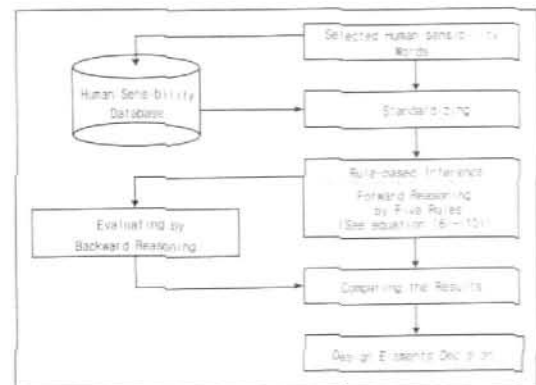 Selected Human sensibility
Words
Human Sensibility
Database
Standardizing
Rule-based Inference
Forward Reasoning
by Five Rules
(See equation (6)-(10))
Evaluating by
Backward Reasoning
Comparing the Results
Design Elements Decision